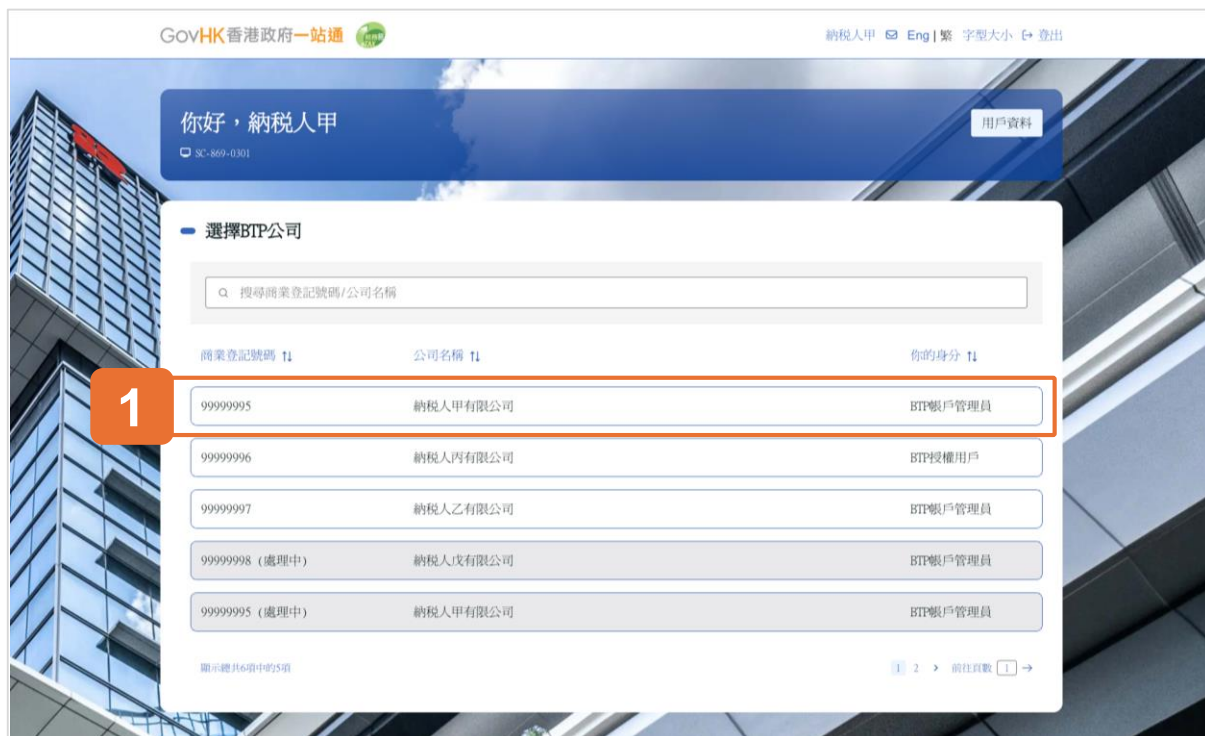 GovHK香港政府一站通
納税人甲 Eng | 繁 字型大小 登出
你好，納税人甲
用戶資料
SC-869-0301
選擇BTP公司
搜尋商業登記號碼/公司名稱
商業登記號碼 公司名稱 你的身分
1
99999995 納税人甲有限公司 BTP帳戶管理員
99999996 納税人丙有限公司 BTP授權用戶
99999997 納税人乙有限公司 BTP帳戶管理員
99999998 (處理中) 納税人戊有限公司 BTP帳戶管理員
99999995 (處理中) 納税人甲有限公司 BTP帳戶管理員
顯示總共6項中的5項 1 2 > 前往頁數 1